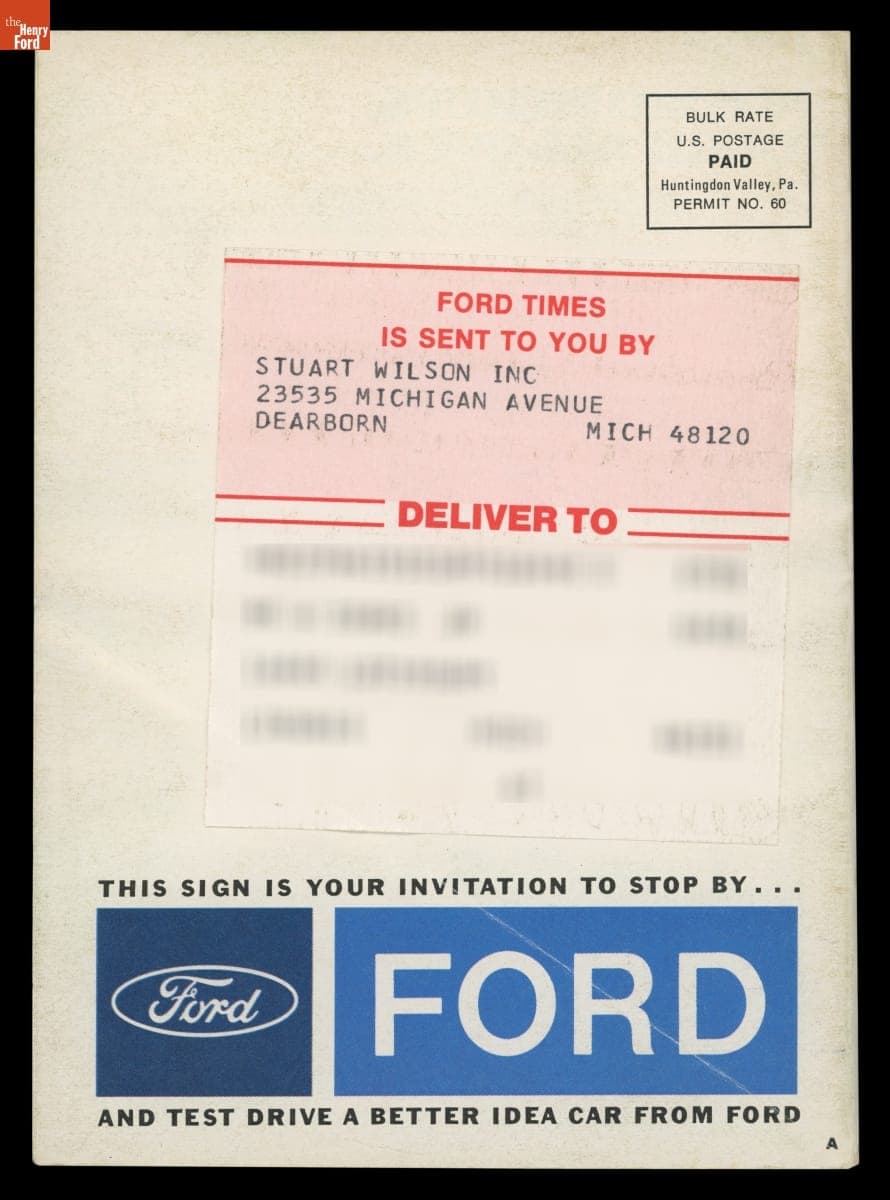 the
Henry
Ford
BULK RATE
U.S. POSTAGE
PAID
Huntingdon Valley, Pa.
PERMIT NO. 60
FORD TIMES
IS SENT TO YOU BY
STUART WILSON INC
23535 MICHIGAN AVENUE
DEARBORN MICH 48120
DELIVER TO
THIS SIGN IS YOUR INVITATION TO STOP BY...
Ford FORD
AND TEST DRIVE A BETTER IDEA CAR FROM FORD
A